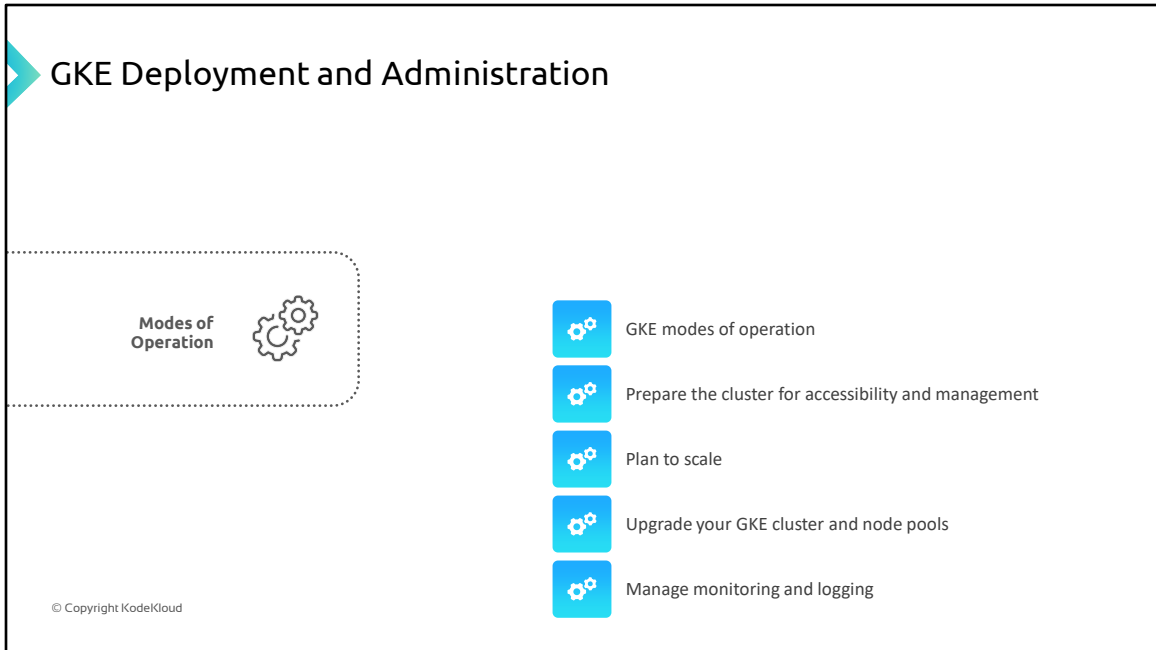 GKE Deployment and Administration
Modes of
Operation
GKE modes of operation
Prepare the cluster for accessibility and management
Plan to scale
Upgrade your GKE cluster and node pools
Manage monitoring and logging
© Copyright KodeKloud